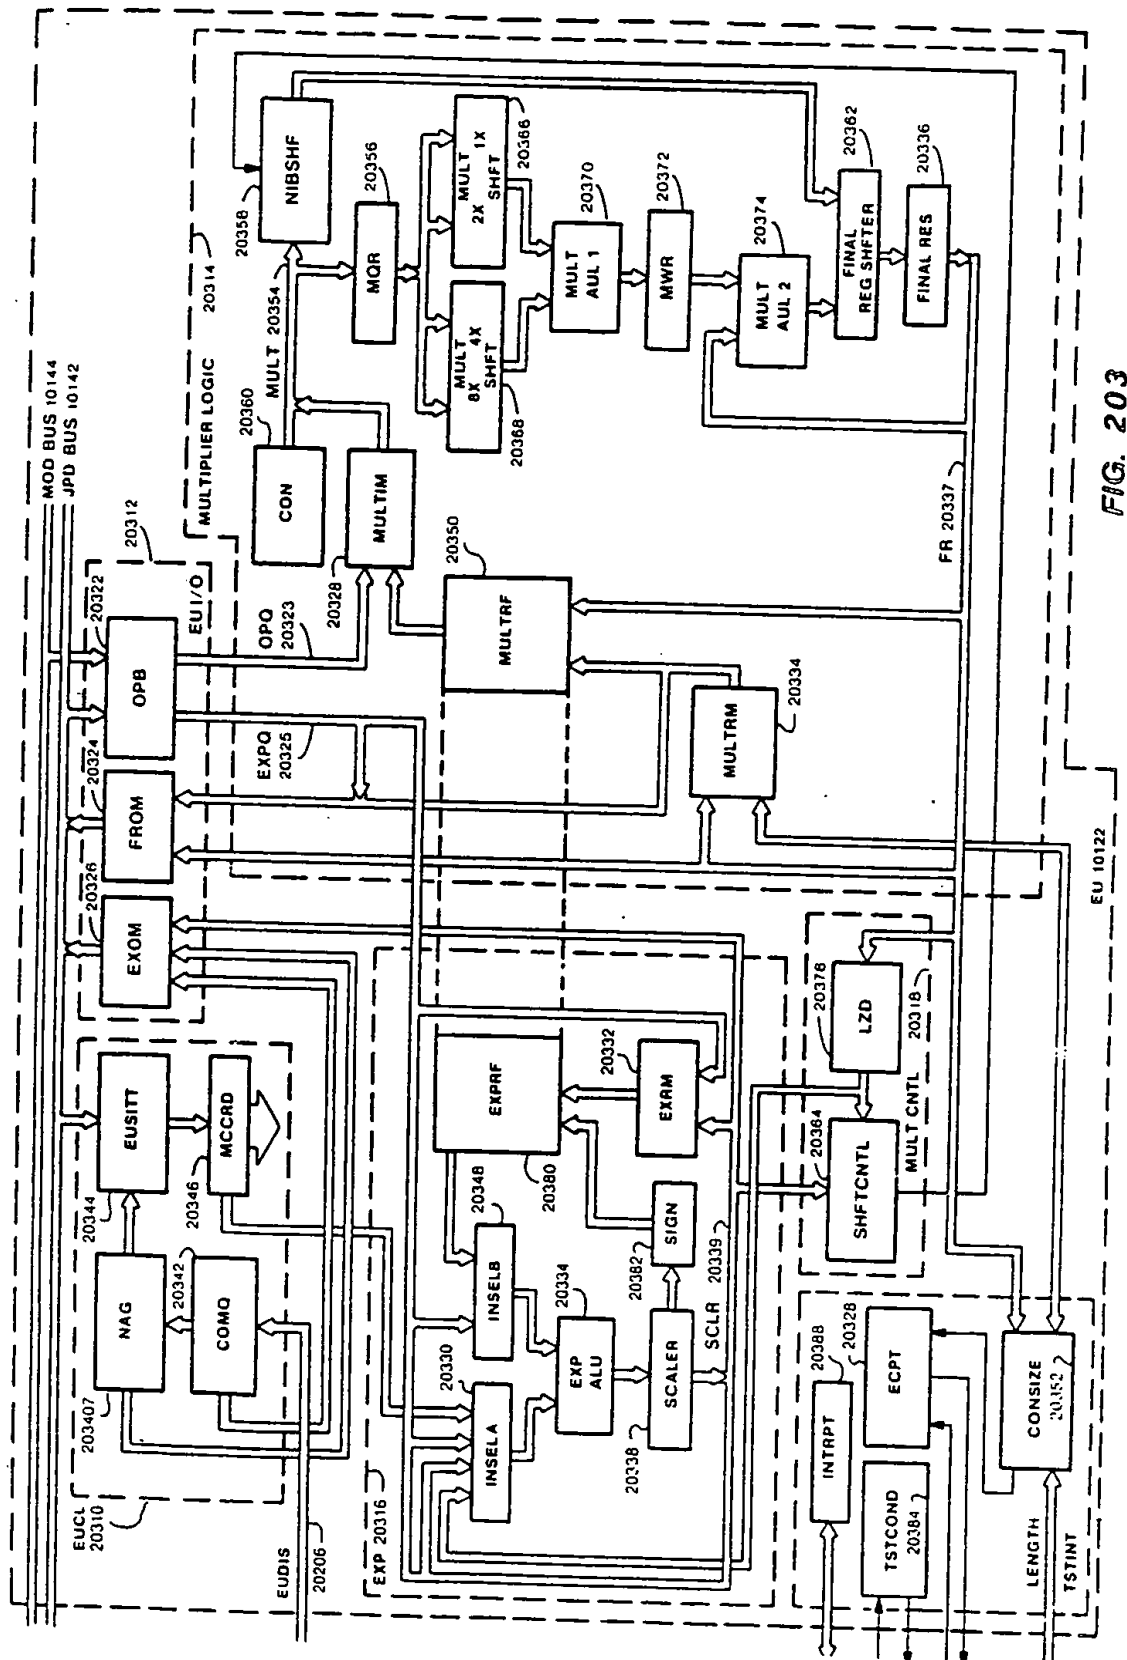 MOD BUS 10144
JPD BUS 10142
EUCL
20310
203407
NAG
20344
EUSITT
20342
COMQ
20346
MCCRD
EUDIS
20206
20326
EXOM
20324
FROM
20322
OPB
20312
EU I/O
EXPQ
20325
OPQ
20323
MULTIPLIER LOGIC
20314
20360
CON
MULT 20354
20358
NIBSHF
20328
MULTIM
MQR
20356
MULT
8X 4X
SHFT
20368
MULT
2X 1X
SHFT
20366
MULT
AUL 1
20370
MWR
20372
MULT
AUL 2
20374
FINAL
REG SHFTER
20362
FINAL RES
20336
FR 20337
MULTRF
20350
MULTRM
20334
EXP 20316
20330
INSELA
20348
INSELB
EXPRF
20380
20332
EXRM
EXP
ALU
20334
SCALER
20338
SIGN
20382
SCLR
20339
20364
SHFTCNTL
20378
LZD
MULT CNTL
20318
INTRPT
20388
TSTCOND
20384
ECPT
20328
CONSIZE
20352
LENGTH
TSTINT
EU 10122
FIG. 203